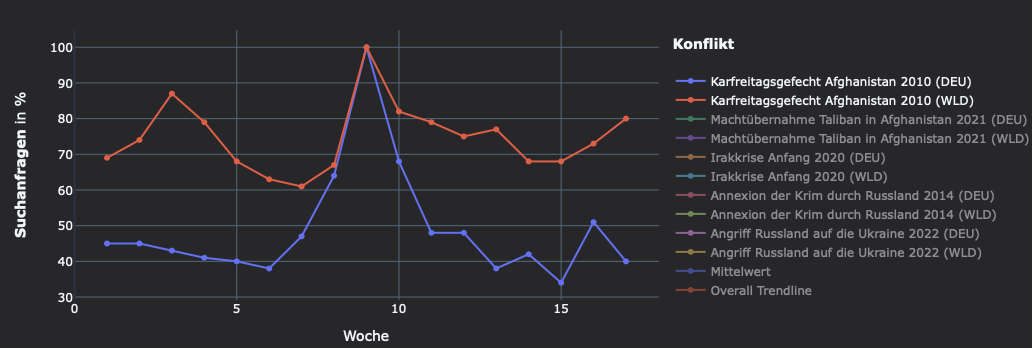 Konflikt
Karfreitagsgefecht Afghanistan 2010 (DEU)
Karfreitagsgefecht Afghanistan 2010 (WLD)
Machtübernahme Taliban in Afghanistan 2021 (DEU)
Machtübernahme Taliban in Afghanistan 2021 (WLD)
Irakkrise Anfang 2020 (DEU)
Irakkrise Anfang 2020 (WLD)
Annexion der Krim durch Russland 2014 (DEU)
Annexion der Krim durch Russland 2014 (WLD)
Angriff Russland auf die Ukraine 2022 (DEU)
Angriff Russland auf die Ukraine 2022 (WLD)
Mittelwert
Overall Trendline
Suchanfragen in %
100
90
80
70
60
50
40
30
0 5 10 15
Woche